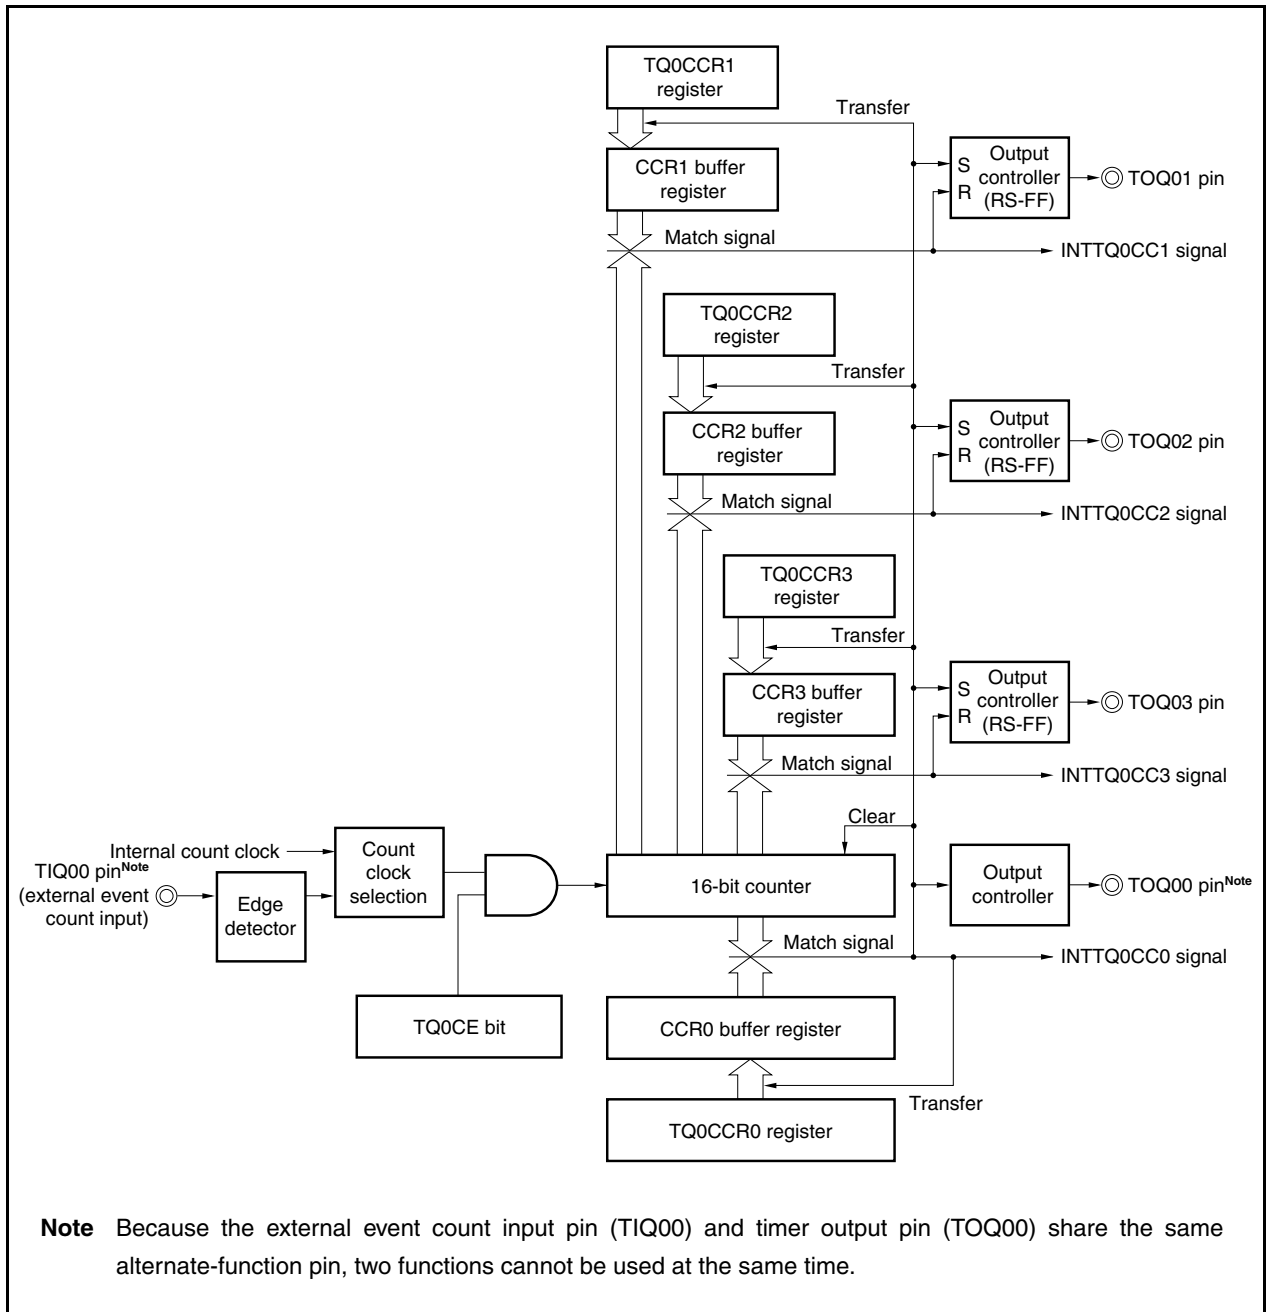 TQ0CCR1
register
Transfer
CCR1 buffer
register
S
R
Output
controller
(RS-FF)
TOQ01 pin
Match signal
INTTQ0CC1 signal
TQ0CCR2
register
Transfer
CCR2 buffer
register
S
R
Output
controller
(RS-FF)
TOQ02 pin
Match signal
INTTQ0CC2 signal
TQ0CCR3
register
Transfer
CCR3 buffer
register
S
R
Output
controller
(RS-FF)
TOQ03 pin
Match signal
INTTQ0CC3 signal
Clear
Internal count clock
TIQ00 pinNote
(external event
count input)
Edge
detector
Count
clock
selection
16-bit counter
Output
controller
TOQ00 pinNote
Match signal
INTTQ0CC0 signal
TQ0CE bit
CCR0 buffer register
Transfer
TQ0CCR0 register
Note Because the external event count input pin (TIQ00) and timer output pin (TOQ00) share the same
alternate-function pin, two functions cannot be used at the same time.